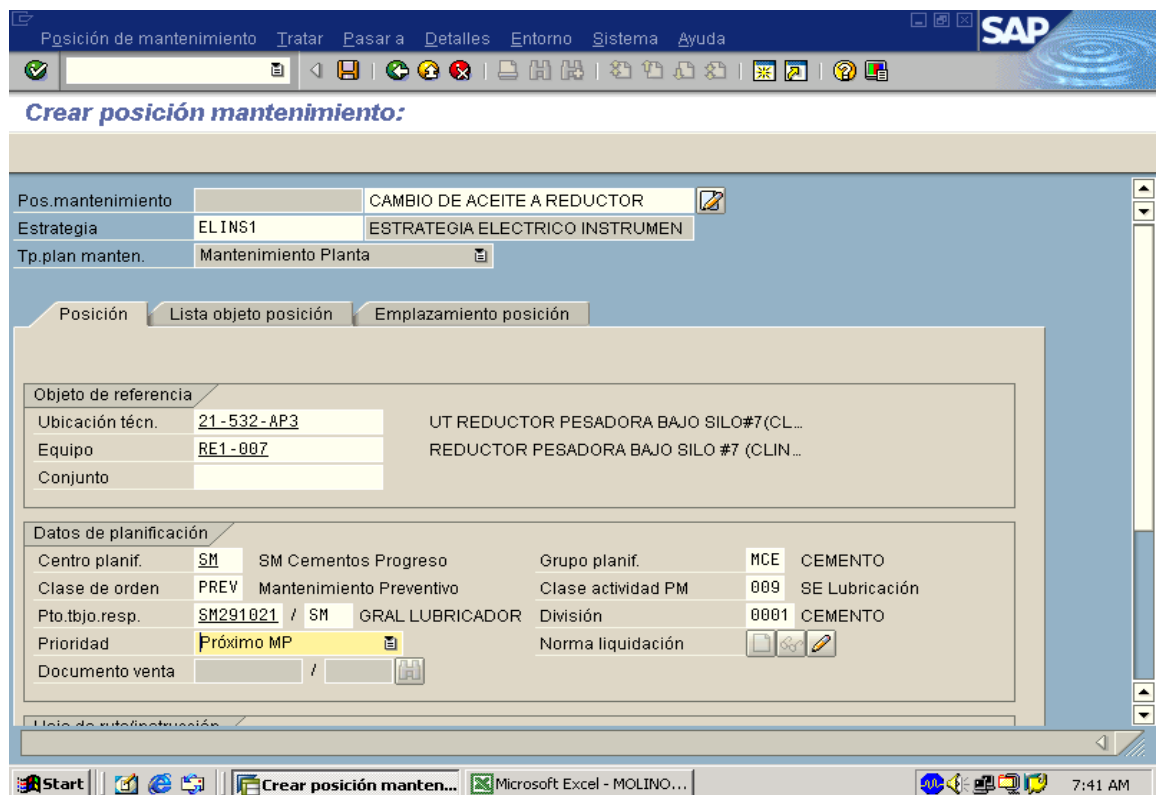 Posición de mantenimiento Tratar Pasar a Detalles Entorno Sistema Ayuda
SAP
Crear posición mantenimiento:
Pos.mantenimiento CAMBIO DE ACEITE A REDUCTOR
Estrategia ELINS1 ESTRATEGIA ELECTRICO INSTRUMEN
Tp.plan manten. Mantenimiento Planta
Posición Lista objeto posición Emplazamiento posición
Objeto de referencia
Ubicación técn. 21-532-AP3 UT REDUCTOR PESADORA BAJO SILO#7(CL...
Equipo RE1-007 REDUCTOR PESADORA BAJO SILO #7 (CLIN...
Conjunto
Datos de planificación
Centro planif. SM SM Cementos Progreso Grupo planif. MCE CEMENTO
Clase de orden PREV Mantenimiento Preventivo Clase actividad PM 009 SE Lubricación
Pto.tbjo.resp. SM291021 / SM GRAL LUBRICADOR División 0001 CEMENTO
Prioridad Próximo MP Norma liquidación
Documento venta /
Start Crear posición manten... Microsoft Excel - MOLINO... 7:41 AM